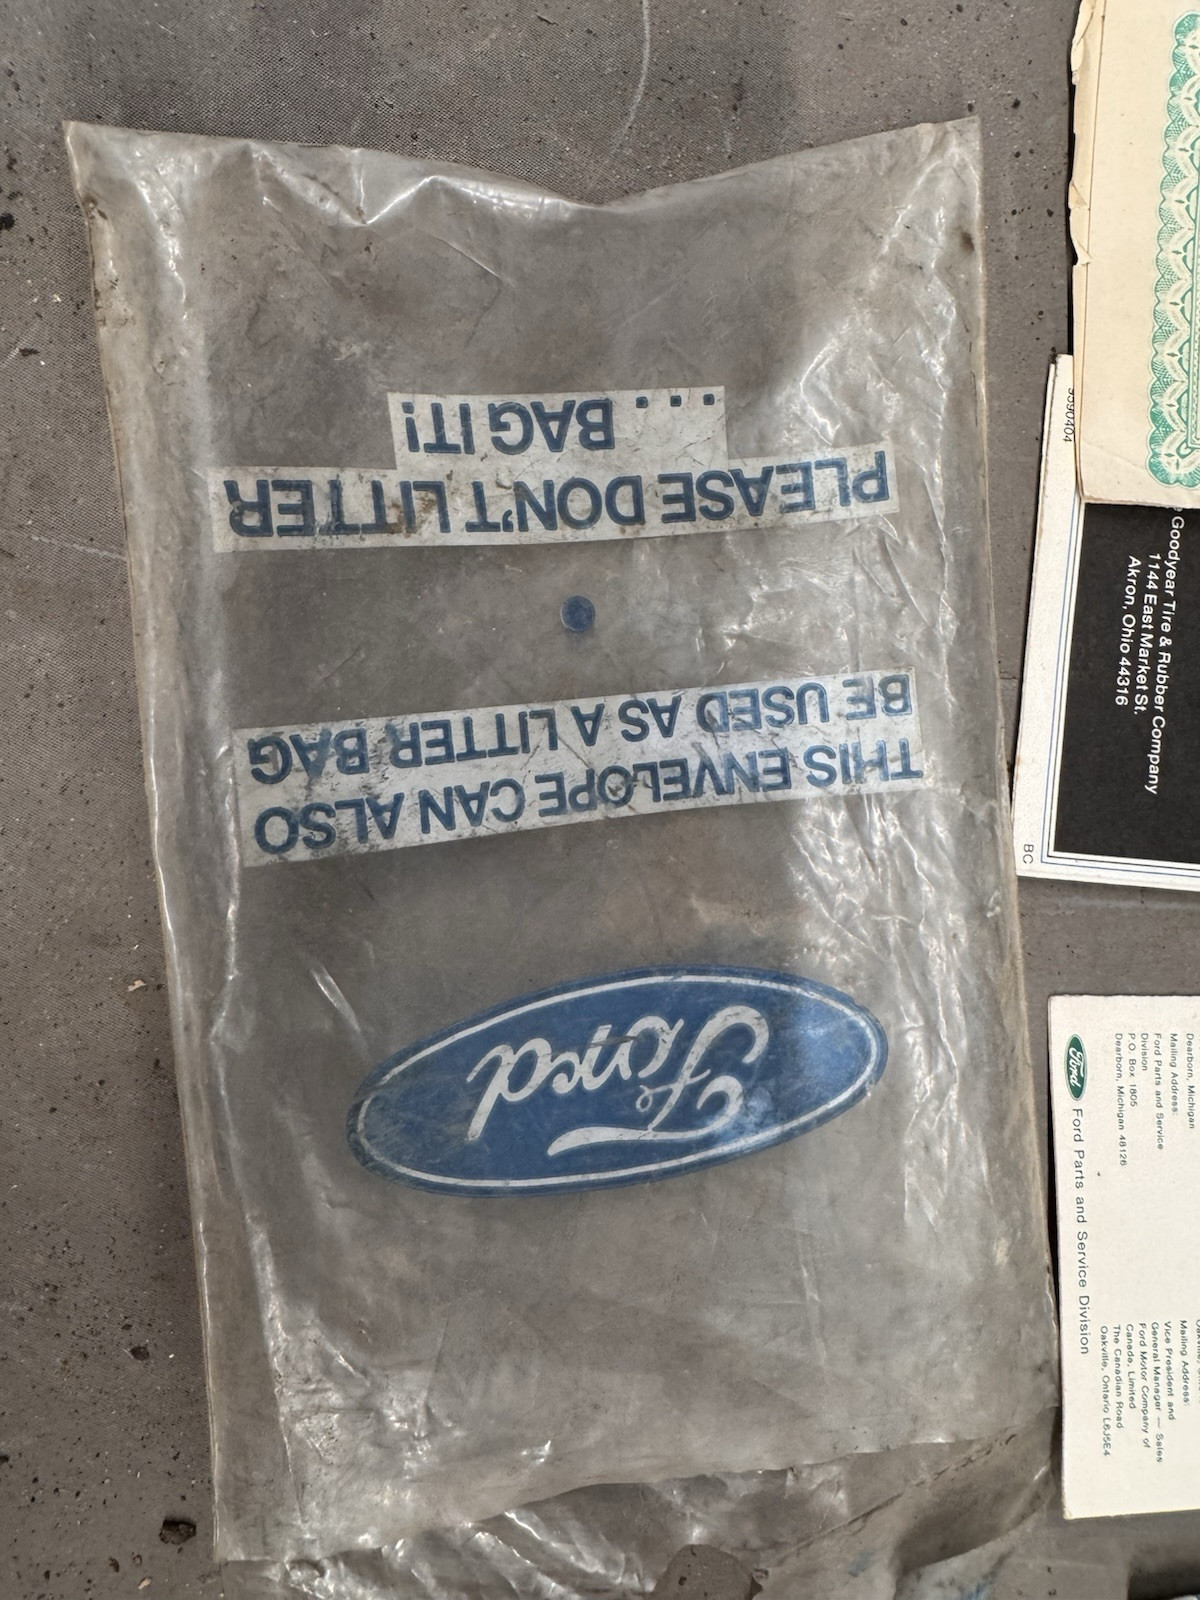 Ford
THIS ENVELOPE CAN ALSO
BE USED AS A LITTER BAG
PLEASE DON'T LITTER
... BAG IT!
9590404
Goodyear Tire & Rubber Company
1144 East Market St.
Akron, Ohio 44316
BC
Dearborn, Michigan
Mailing Address:
Ford Parts and Service
Division
P.O. Box 1805
Dearborn, Michigan 48126
Mailing Address:
Vice President and
General Manager — Sales
Ford Motor Company of
Canada, Limited
The Canadian Road
Oakville, Ontario L6J5E4
Ford Ford Parts and Service Division